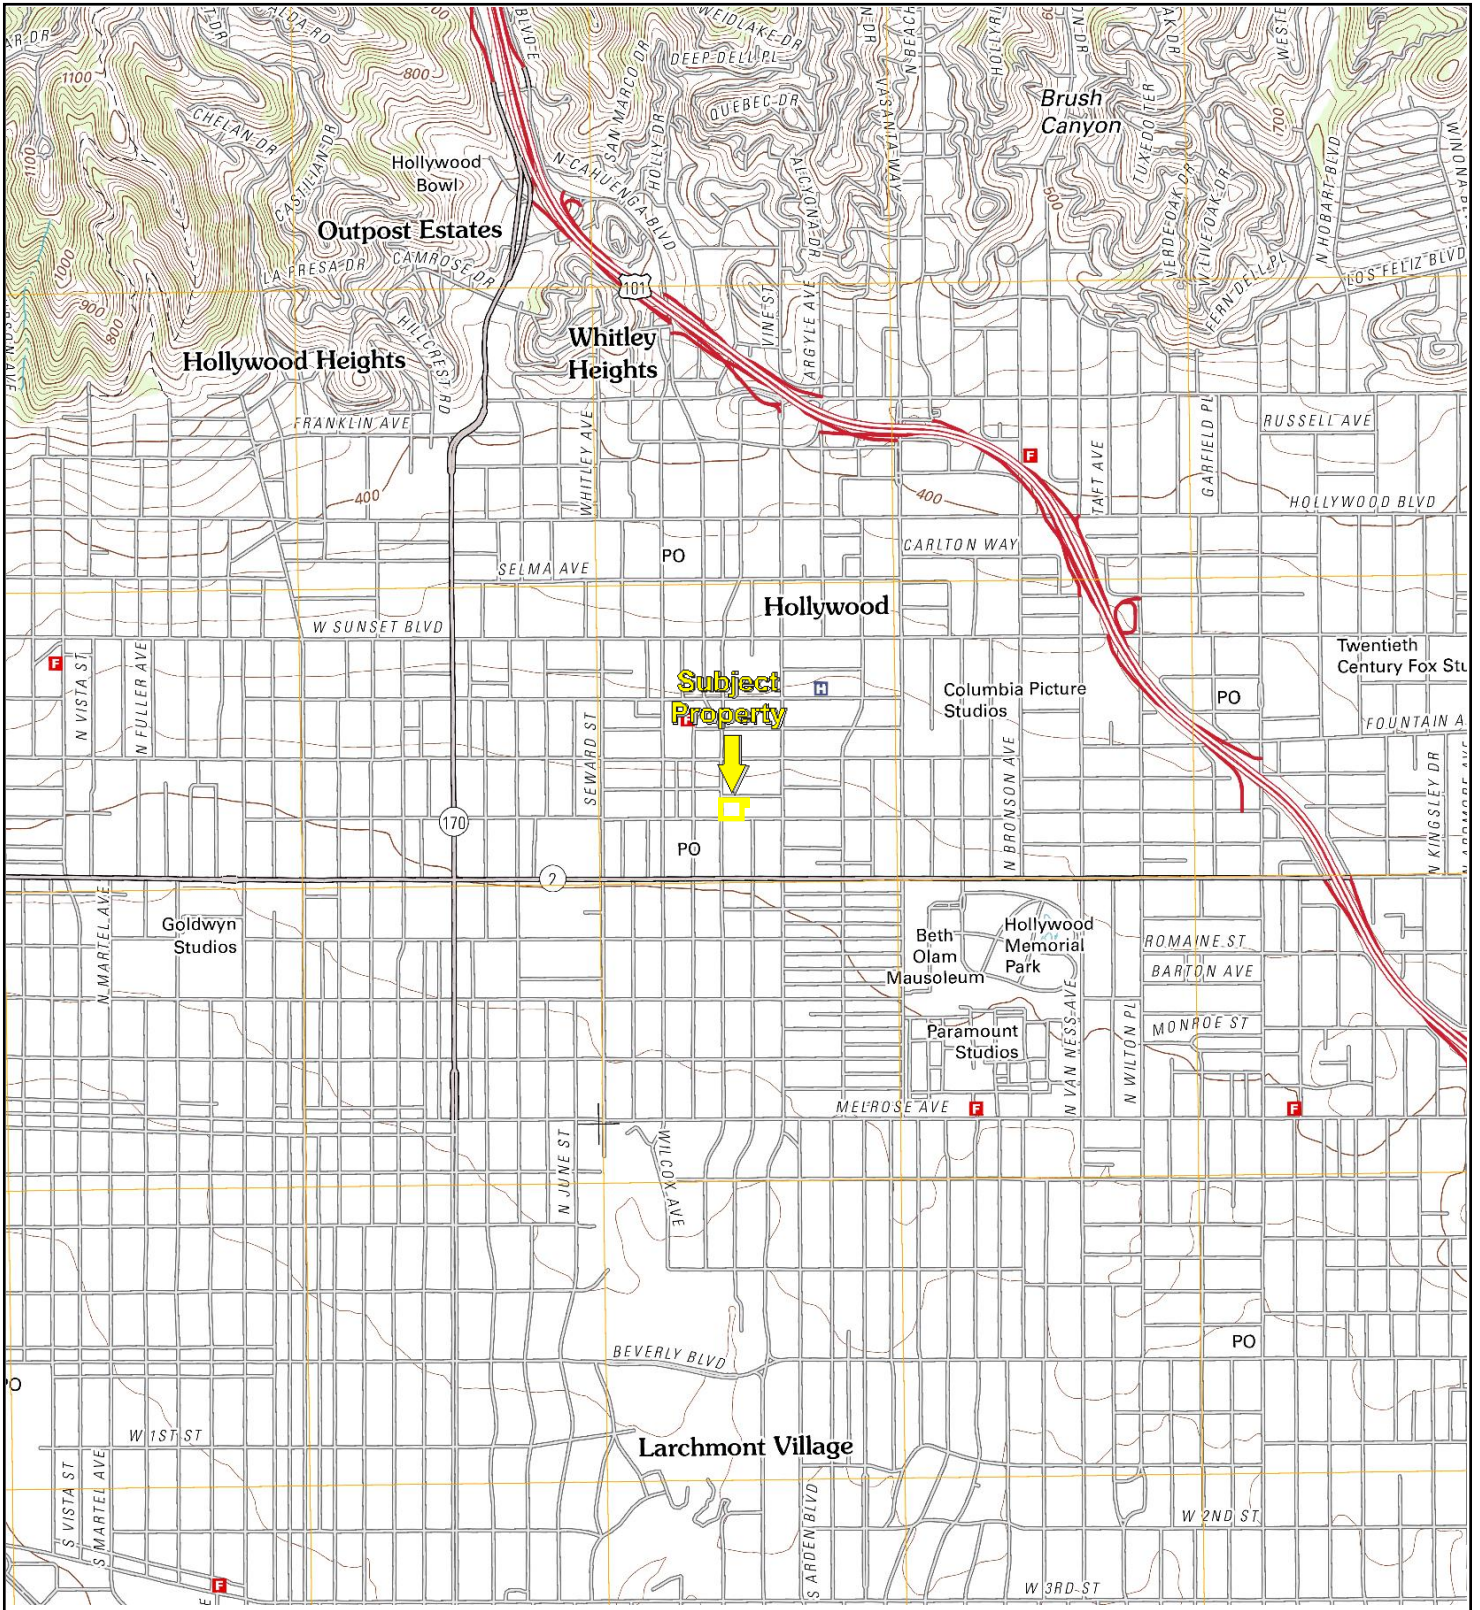 BLVD E
WEIDLAKE DR
N BEACH
DEEP DELL PL
SAN MARCO DR
1100
800
QUEBEC DR
VASANTA WAY
Brush
Canyon
TUXEDO TER
700
CHELAN DR
CASTILIAN DR
Hollywood
Bowl
N CAHUENGA BLVD
HOLLY DR
ALCYONA DR
500
VERDE OAK DR
W LIVE OAK DR
N HOBART BLVD
1100
Outpost Estates
LA PRESA DR
CAMROSE DR
1000
900
800
101
VINE ST
ARGYLE AVE
FERN DELL PL
LOS FELIZ BLVD
Hollywood Heights
HILLCREST RD
Whitley
Heights
FRANKLIN AVE
WHITLEY AVE
F
TAFT AVE
GARFIELD PL
RUSSELL AVE
400
400
HOLLYWOOD BLVD
SELMA AVE
PO
CARLTON WAY
Hollywood
W SUNSET BLVD
F
N VISTA ST
N FULLER AVE
Subject
Property
H
Columbia Picture
Studios
PO
Twentieth
Century Fox Stu
FOUNTAIN A
SEWARD ST
N BRONSON AVE
N KINGSLEY DR
170
PO
2
N MARTEL AVE
Goldwyn
Studios
Beth
Olam
Mausoleum
Hollywood
Memorial
Park
ROMAINE ST
BARTON AVE
Paramount
Studios
N VAN NESS AVE
N WILTON PL
MONROE ST
MELROSE AVE
F
F
N JUNE ST
WILCOX AVE
BEVERLY BLVD
PO
PO
W 1ST ST
Larchmont Village
S VISTA ST
S MARTEL AVE
S ARDEN BLVD
W 2ND ST
F
W 3RD ST